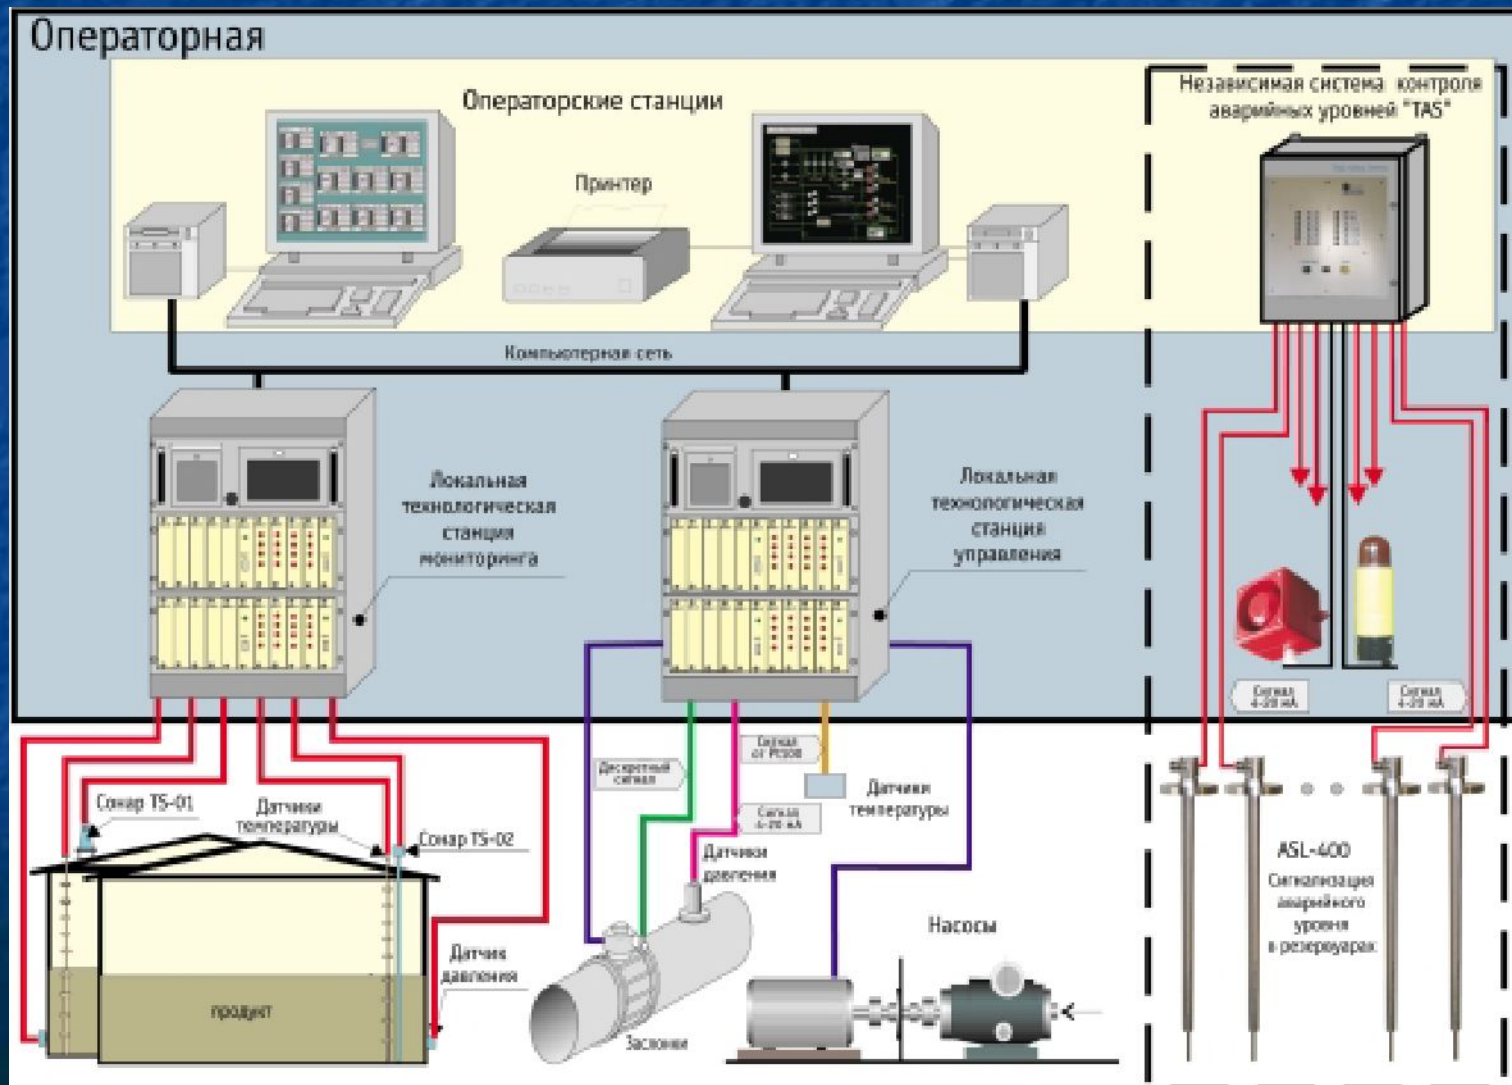 Операторная
Операторские станции
Принтер
Независимая система контроля
аварийных уровней "TAS"
Компьютерная сеть
Локальная
технологическая
станция
мониторинга
Локальная
технологическая
станция
управления
Сигнал
4-20 мА
Сигнал
4-20 мА
Сонар TS-01
Датчики
температуры
Сонар TS-02
Дискретный
сигнал
Сигнал
от Pt100
Сигнал
4-20 мА
Датчики
температуры
Датчики
давления
Датчик
давления
продукт
Заслонки
Насосы
ASL-400
Сигнализация
аварийного
уровня
в резервуарах